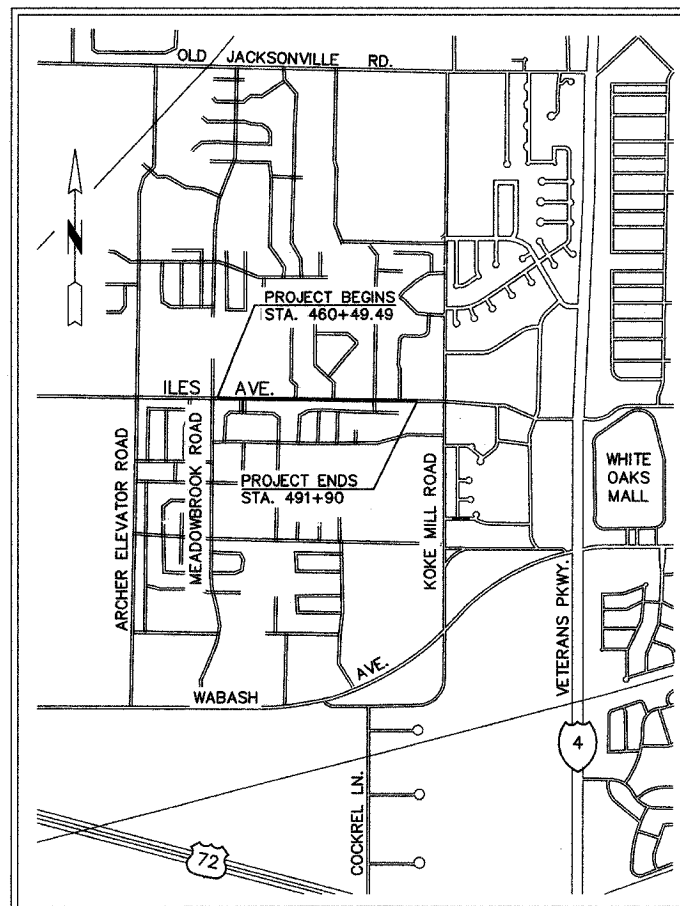 OLD JACKSONVILLE RD.
N
PROJECT BEGINS
STA. 460+49.49
ILES AVE.
ARCHER ELEVATOR ROAD
MEADOWBROOK ROAD
PROJECT ENDS
STA. 491+90
KOKE MILL ROAD
WHITE
OAKS
MALL
VETERANS PKWY.
WABASH AVE.
4
COCKREL LN.
72